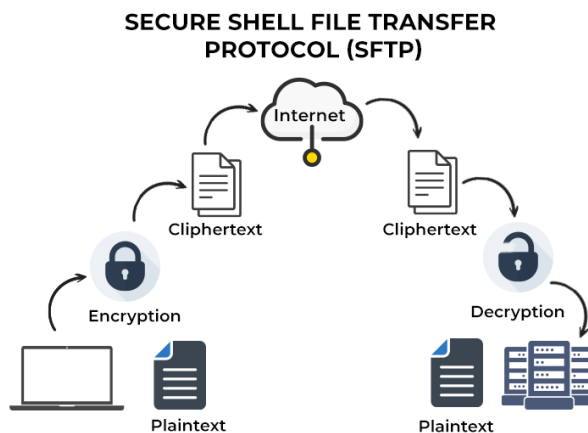 SECURE SHELL FILE TRANSFER
PROTOCOL (SFTP)
Internet
Cliphertext
Cliphertext
Encryption
Decryption
Plaintext
Plaintext